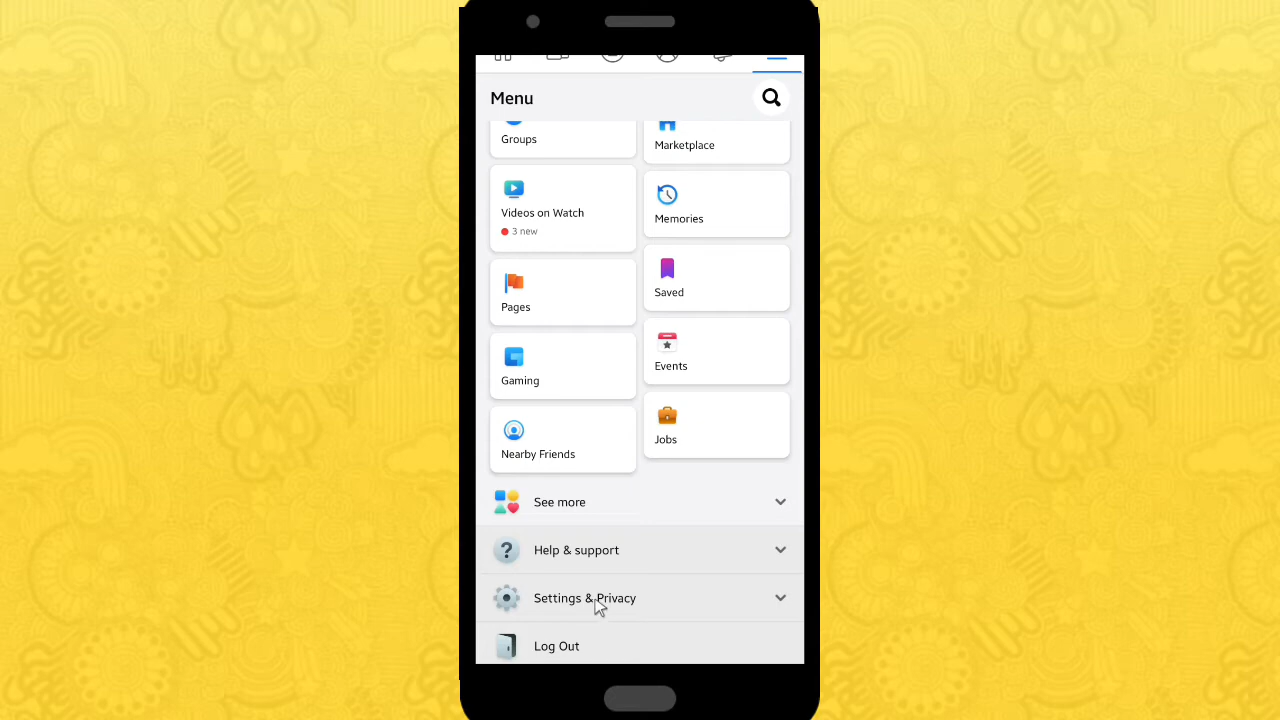 Menu
Groups
Marketplace
Videos on Watch
3 new
Memories
Pages
Saved
Gaming
Events
Nearby Friends
Jobs
See more
Help & support
Settings & Privacy
Log Out